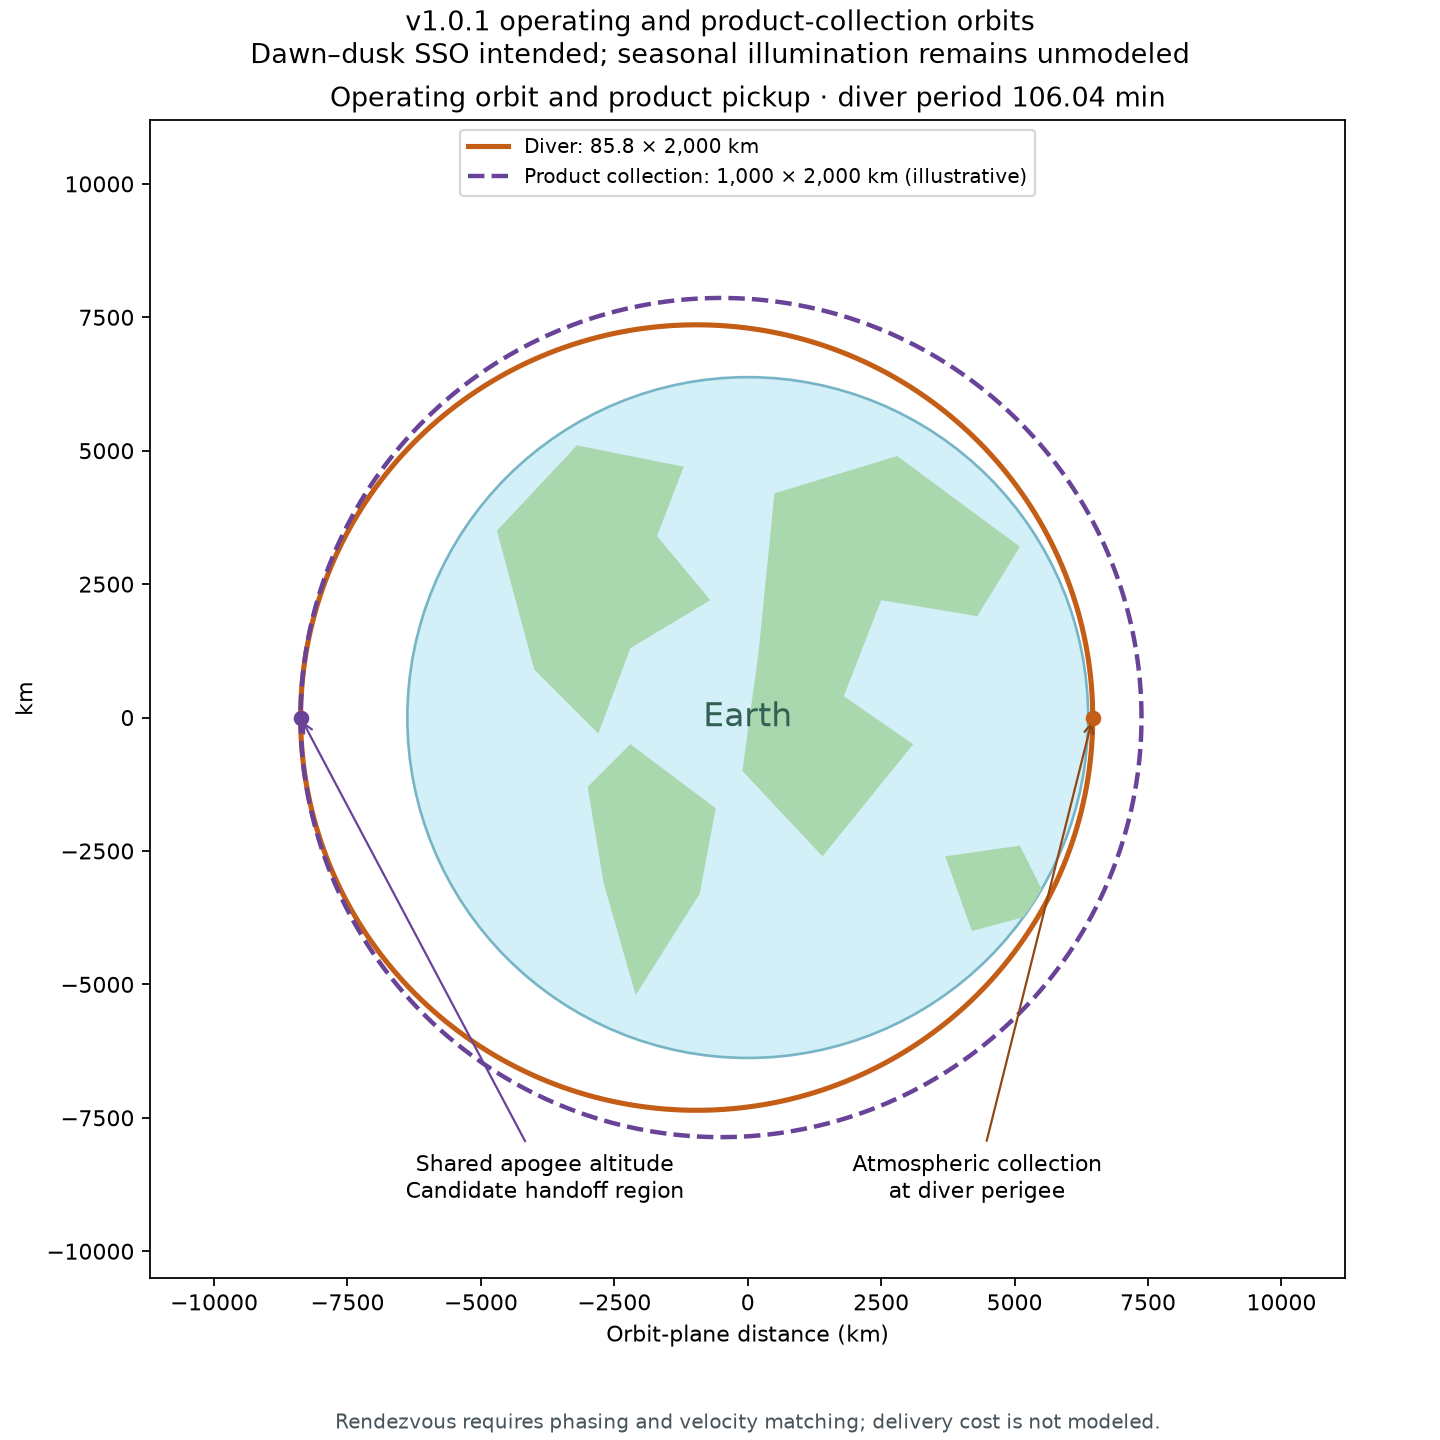 v1.0.1 operating and product-collection orbits
Dawn–dusk SSO intended; seasonal illumination remains unmodeled
Operating orbit and product pickup · diver period 106.04 min
Diver: 85.8 × 2,000 km
Product collection: 1,000 × 2,000 km (illustrative)
10000
7500
5000
2500
0
−2500
−5000
−7500
−10000
km
Earth
Shared apogee altitude
Candidate handoff region
Atmospheric collection
at diver perigee
−10000 −7500 −5000 −2500 0 2500 5000 7500 10000
Orbit-plane distance (km)
Rendezvous requires phasing and velocity matching; delivery cost is not modeled.